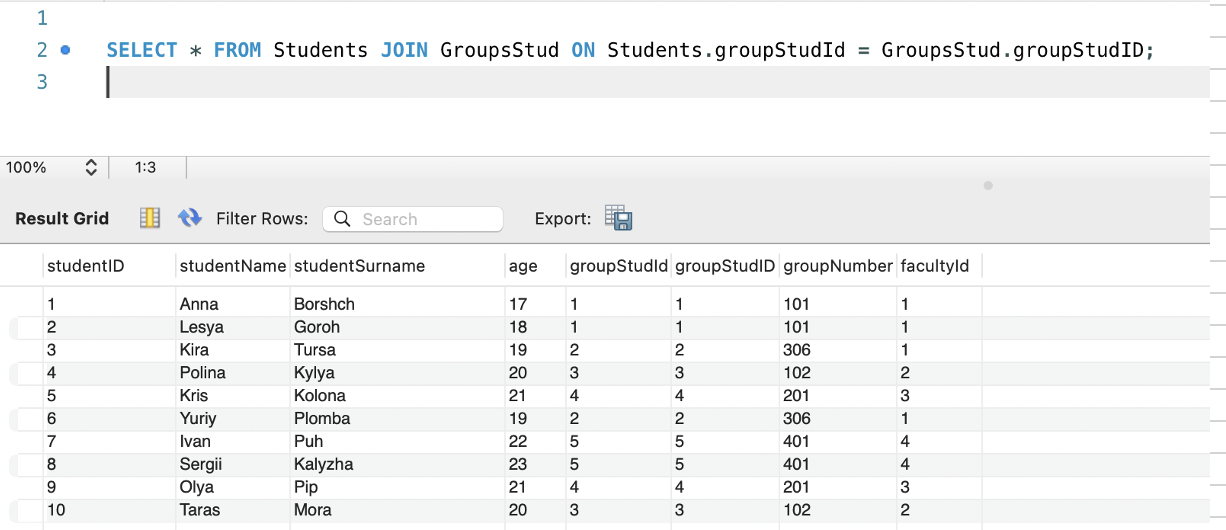 1
2 SELECT * FROM Students JOIN GroupsStud ON Students.groupStudId = GroupsStud.groupStudID;
3
100% 1:3
Result Grid Filter Rows: Search Export:
studentID studentName studentSurname age groupStudId groupStudID groupNumber facultyId
1 Anna Borshch 17 1 1 101 1
2 Lesya Goroh 18 1 1 101 1
3 Kira Tursa 19 2 2 306 1
4 Polina Kylya 20 3 3 102 2
5 Kris Kolona 21 4 4 201 3
6 Yuriy Plomba 19 2 2 306 1
7 Ivan Puh 22 5 5 401 4
8 Sergii Kalyzha 23 5 5 401 4
9 Olya Pip 21 4 4 201 3
10 Taras Mora 20 3 3 102 2